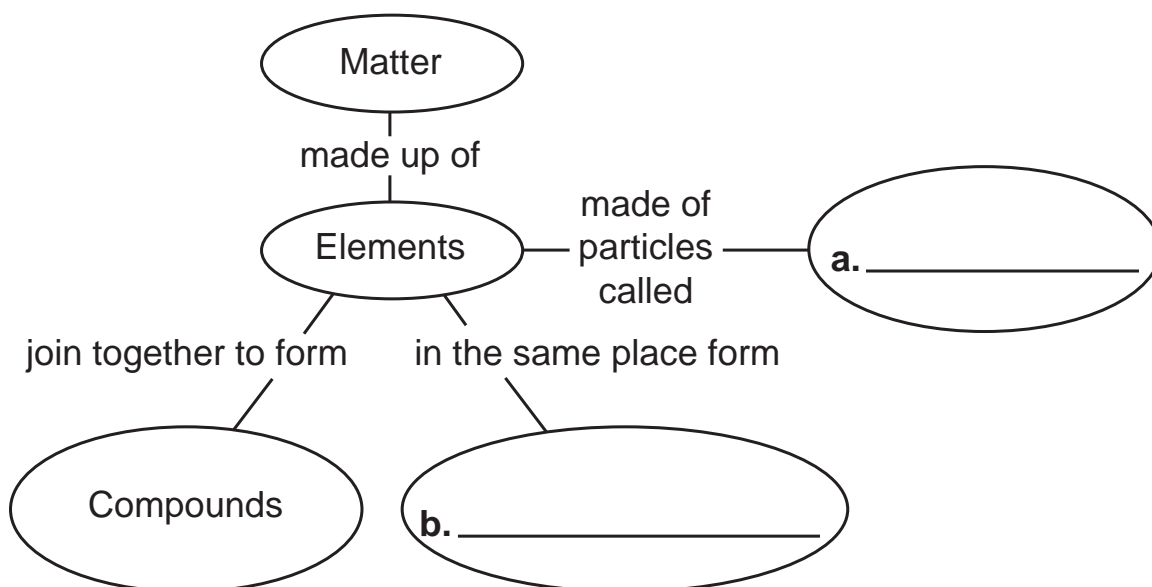 Matter
made up of
Elements
made of
particles
called
a.
join together to form
in the same place form
Compounds
b.